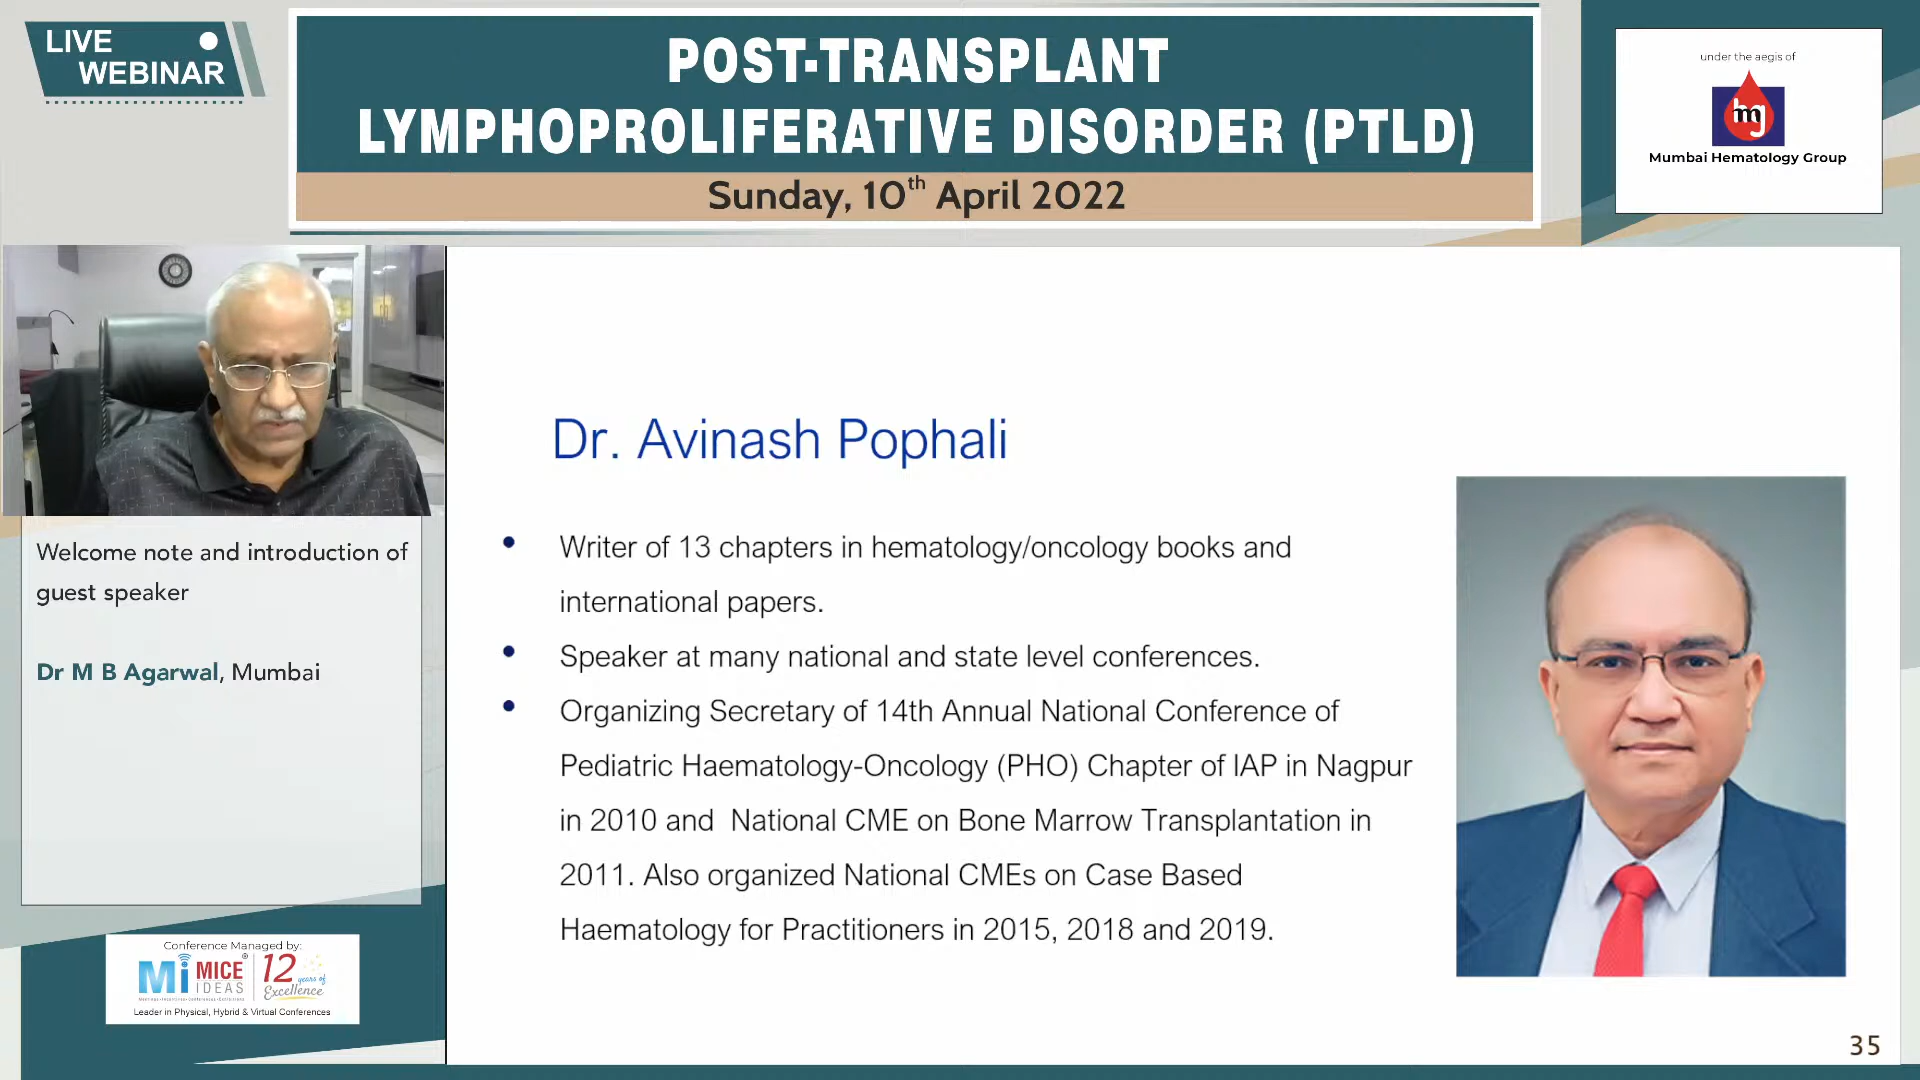 LIVE
WEBINAR
POST-TRANSPLANT
LYMPHOPROLIFERATIVE DISORDER (PTLD)
Sunday, 10th April 2022
under the aegis of
mg
Mumbai Hematology Group
Welcome note and introduction of
guest speaker
Dr M B Agarwal, Mumbai
Dr. Avinash Pophali
• Writer of 13 chapters in hematology/oncology books and
international papers.
• Speaker at many national and state level conferences.
• Organizing Secretary of 14th Annual National Conference of
Pediatric Haematology-Oncology (PHO) Chapter of IAP in Nagpur
in 2010 and National CME on Bone Marrow Transplantation in
2011. Also organized National CMEs on Case Based
Haematology for Practitioners in 2015, 2018 and 2019.
Conference Managed by:
Mi MICE
IDEAS
12
years of
Excellence
Leader in Physical, Hybrid & Virtual Conferences
35